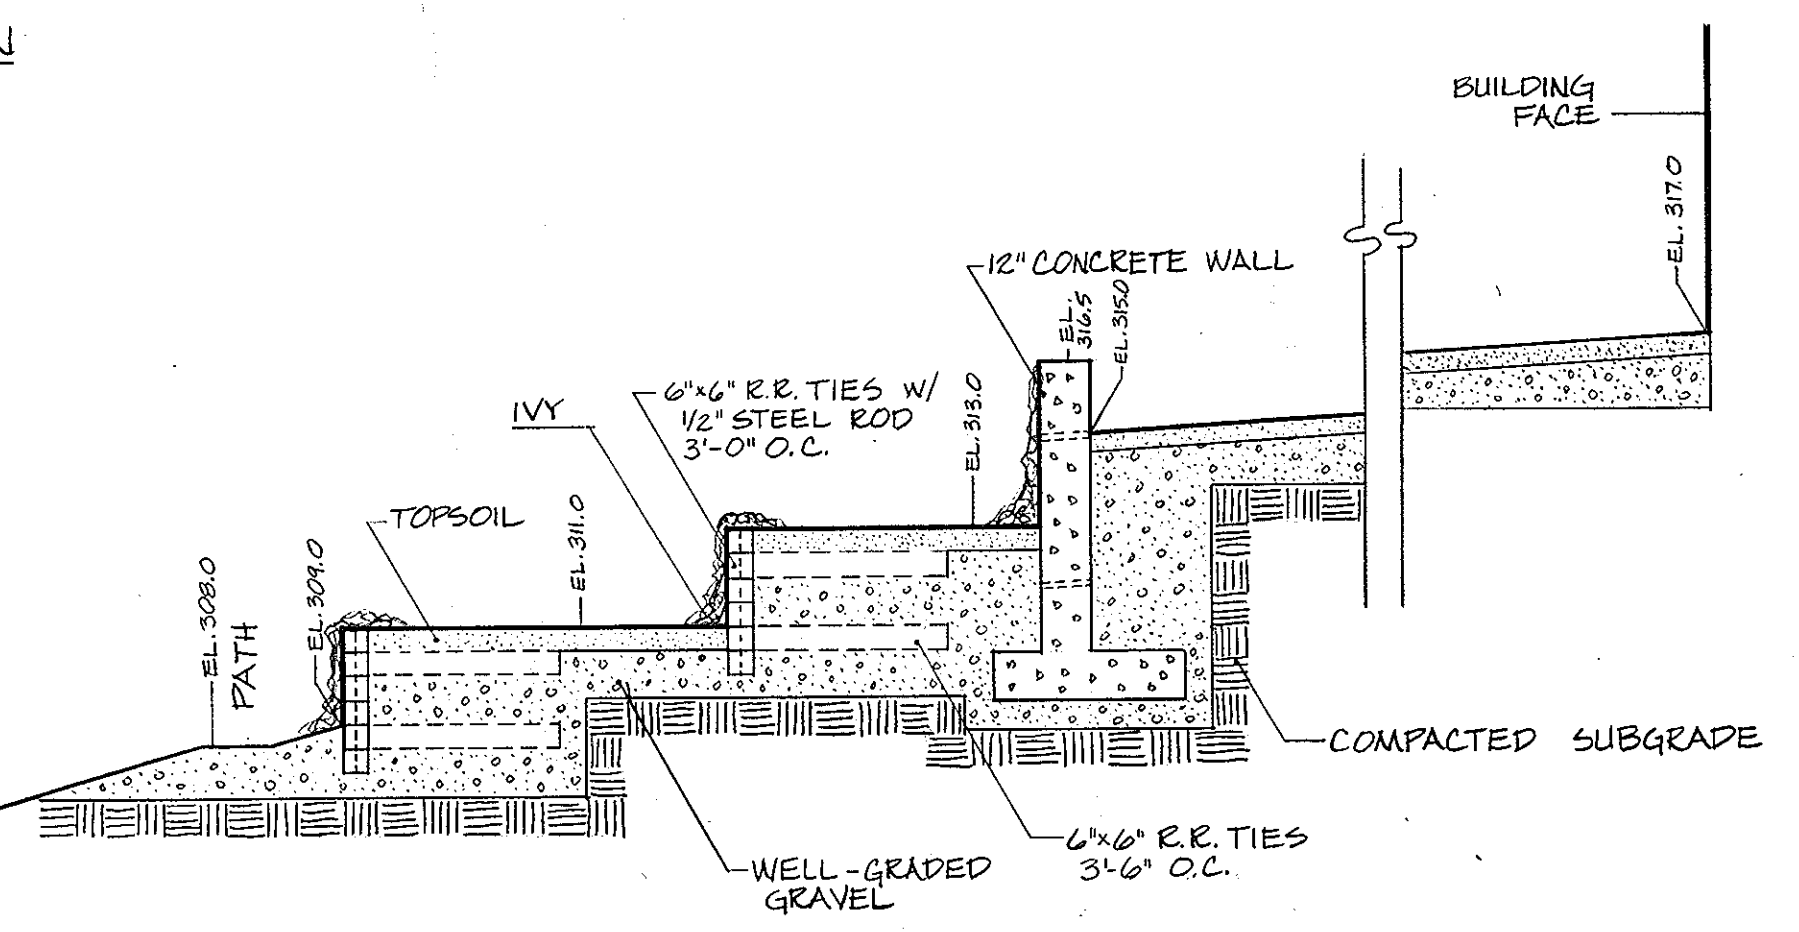 BUILDING
FACE
EL. 317.0
12" CONCRETE WALL
EL.
316.5
EL. 315.0
6"x6" R.R. TIES W/
1/2" STEEL ROD
3'-0" O.C.
EL. 313.0
IVY
TOPSOIL
EL. 311.0
EL. 309.0
EL. 308.0
PATH
COMPACTED SUBGRADE
6"x6" R.R. TIES
3'-6" O.C.
WELL-GRADED
GRAVEL